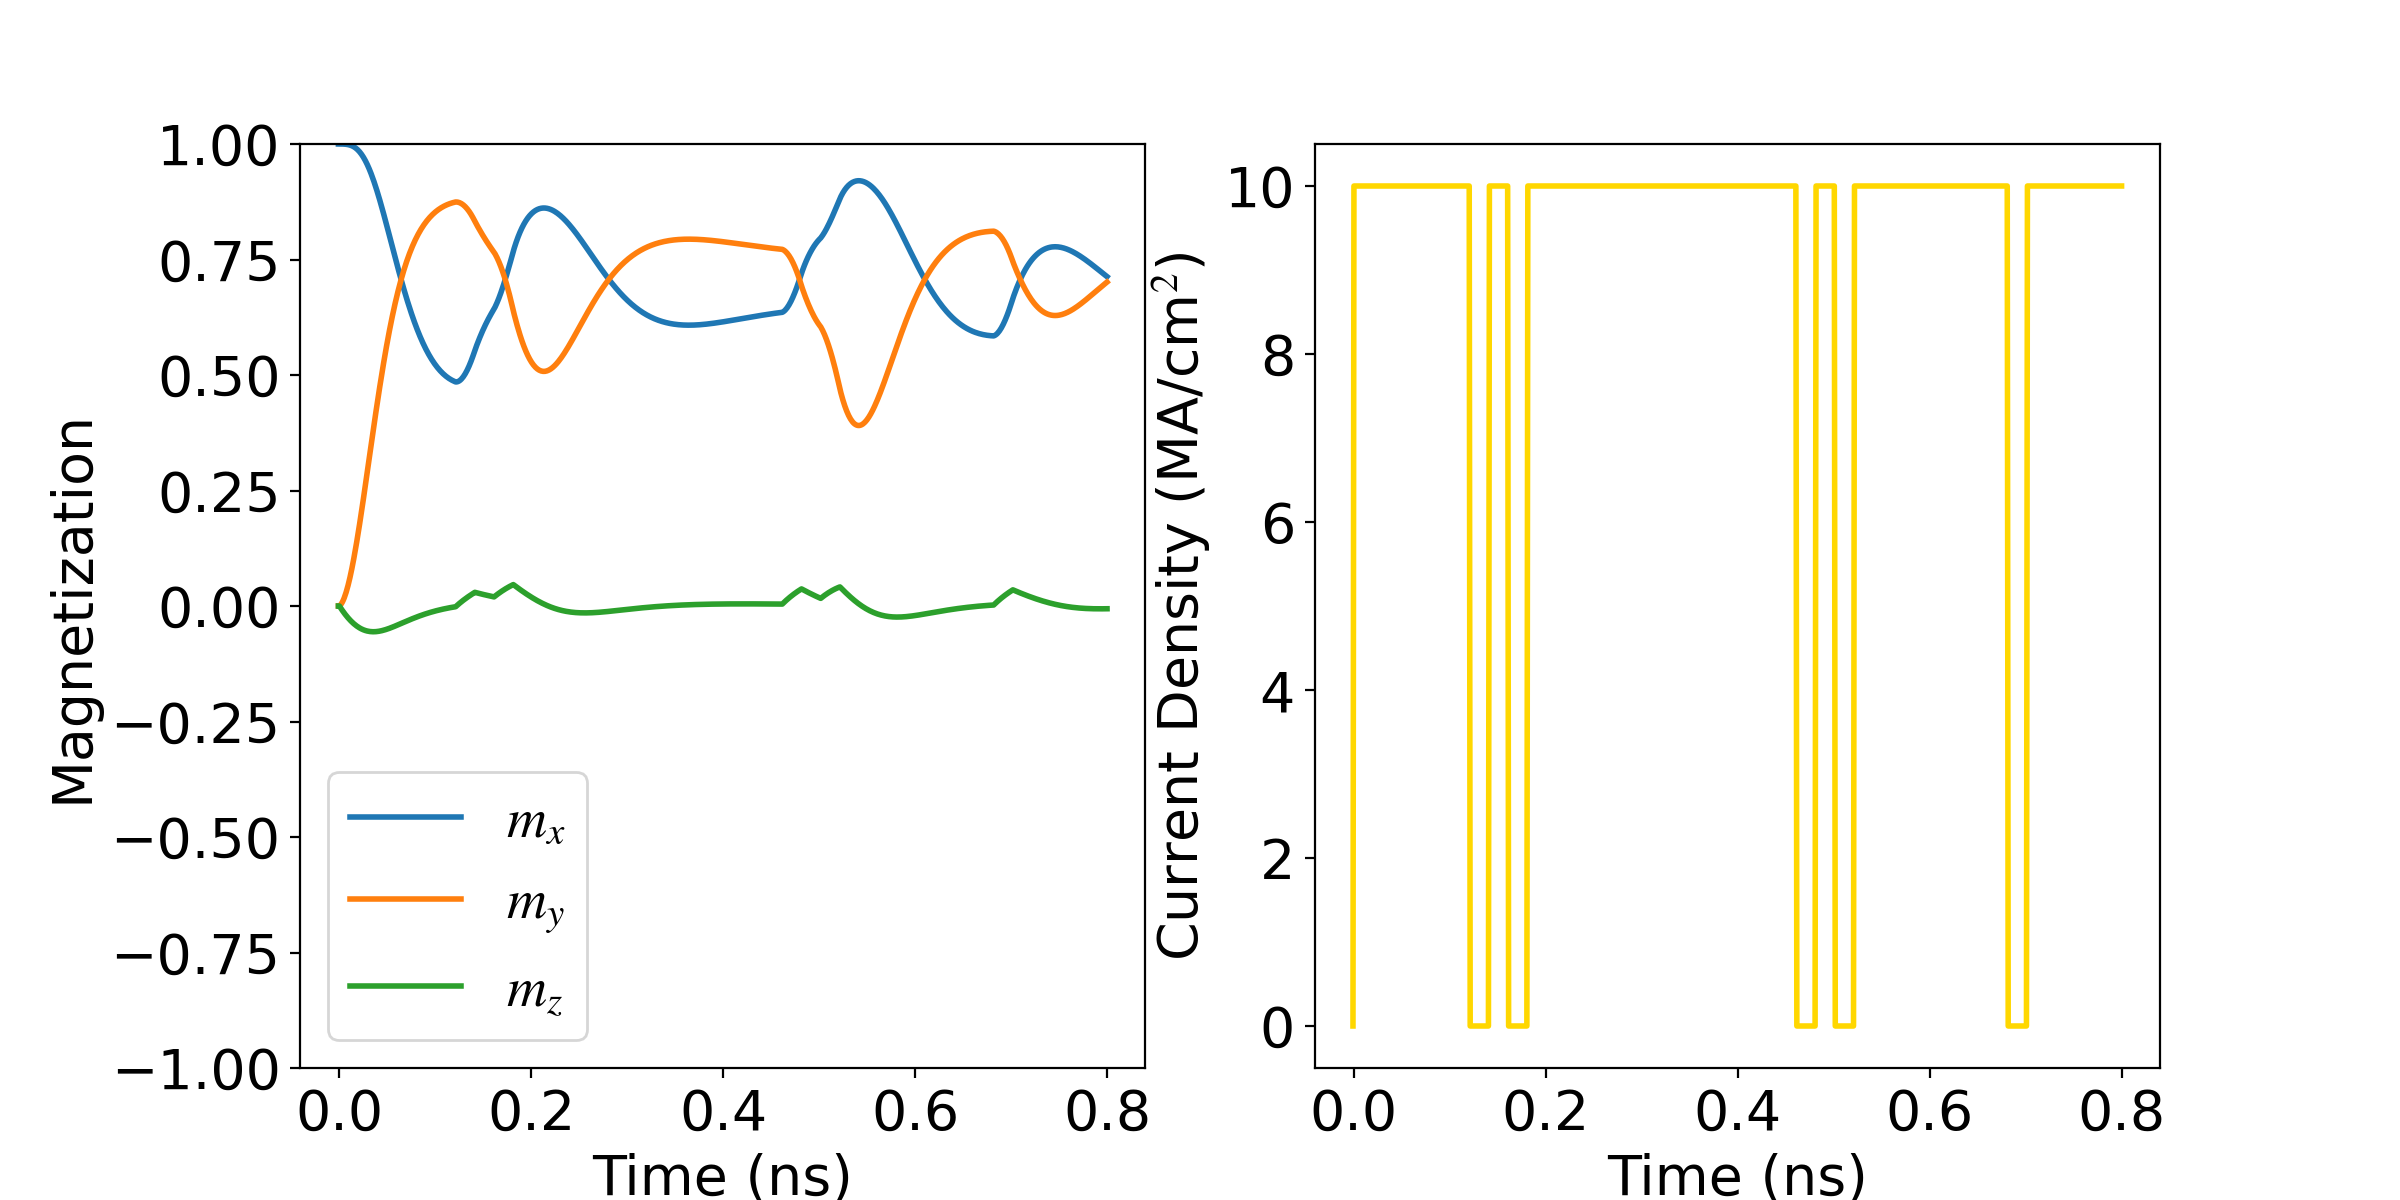 Magnetization
1.00
0.75
0.50
0.25
0.00
−0.25
−0.50
−0.75
−1.00
0.0 0.2 0.4 0.6 0.8
Time (ns)
m_x
m_y
m_z
Current Density (MA/cm²)
10
8
6
4
2
0
0.0 0.2 0.4 0.6 0.8
Time (ns)